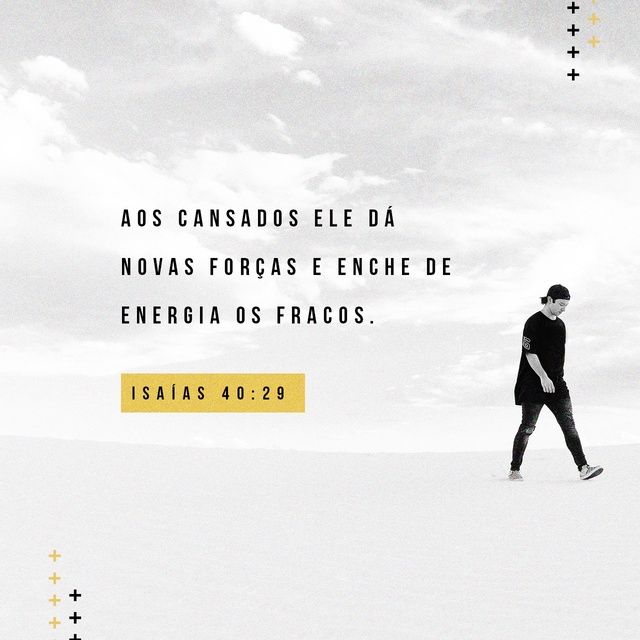 AOS CANSADOS ELE DÁ
NOVAS FORÇAS E ENCHE DE
ENERGIA OS FRACOS.
ISAÍAS 40:29